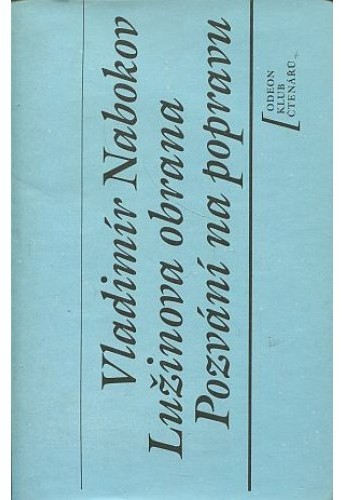 Vladimír Nabokov
Lužinova obrana
Pozvání na popravu
ODEON
KLUB
ČTENÁŘŮ